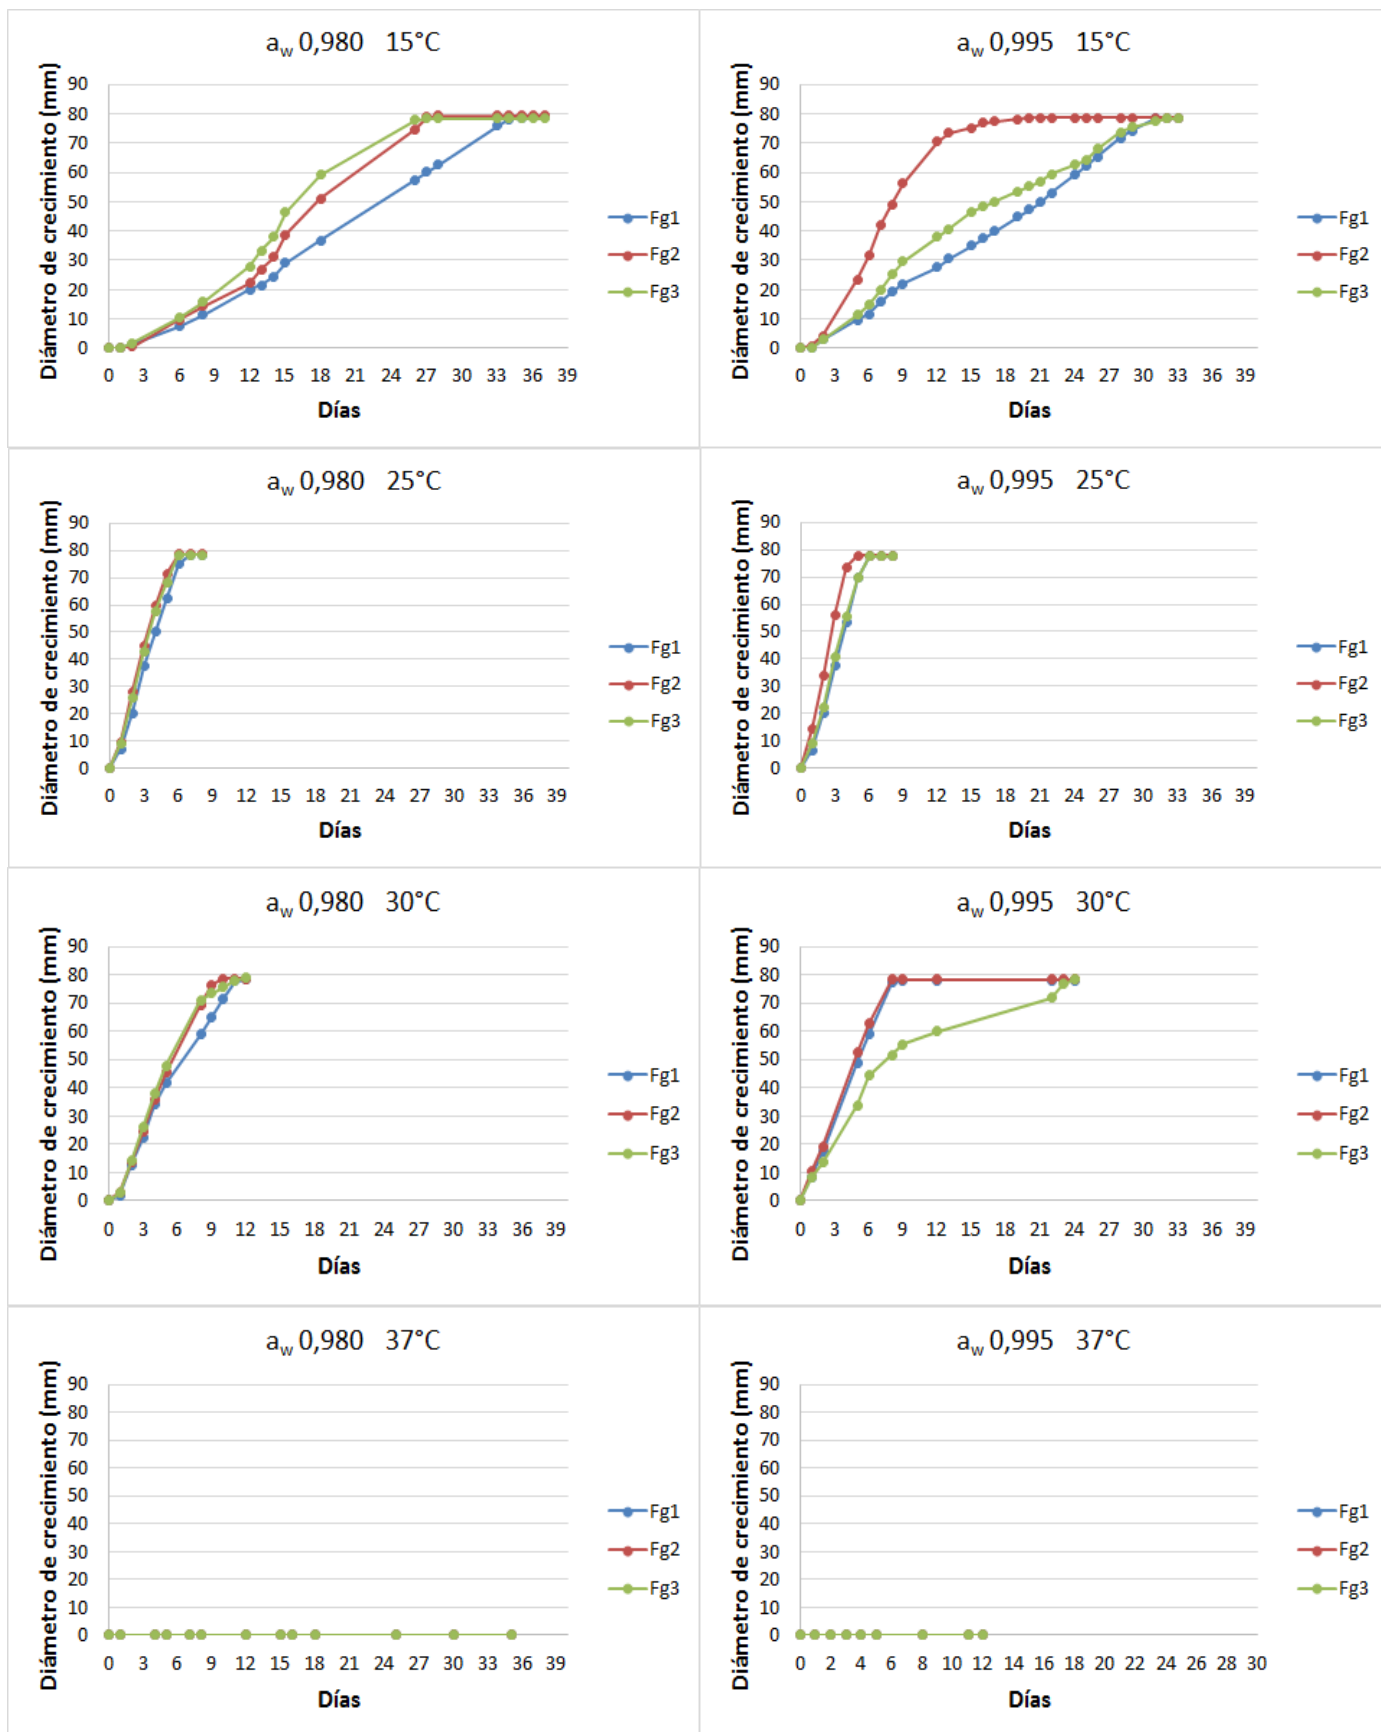 a_w 0,980 15°C
Diámetro de crecimiento (mm)
90
80
70
60
50
40
30
20
10
0
0 3 6 9 12 15 18 21 24 27 30 33 36 39
Días
Fg1
Fg2
Fg3
a_w 0,995 15°C
Diámetro de crecimiento (mm)
90
80
70
60
50
40
30
20
10
0
0 3 6 9 12 15 18 21 24 27 30 33 36 39
Días
Fg1
Fg2
Fg3
a_w 0,980 25°C
Diámetro de crecimiento (mm)
90
80
70
60
50
40
30
20
10
0
0 3 6 9 12 15 18 21 24 27 30 33 36 39
Días
Fg1
Fg2
Fg3
a_w 0,995 25°C
Diámetro de crecimiento (mm)
90
80
70
60
50
40
30
20
10
0
0 3 6 9 12 15 18 21 24 27 30 33 36 39
Días
Fg1
Fg2
Fg3
a_w 0,980 30°C
Diámetro de crecimiento (mm)
90
80
70
60
50
40
30
20
10
0
0 3 6 9 12 15 18 21 24 27 30 33 36 39
Días
Fg1
Fg2
Fg3
a_w 0,995 30°C
Diámetro de crecimiento (mm)
90
80
70
60
50
40
30
20
10
0
0 3 6 9 12 15 18 21 24 27 30 33 36 39
Días
Fg1
Fg2
Fg3
a_w 0,980 37°C
Diámetro de crecimiento (mm)
90
80
70
60
50
40
30
20
10
0
0 3 6 9 12 15 18 21 24 27 30 33 36 39
Días
Fg1
Fg2
Fg3
a_w 0,995 37°C
Diámetro de crecimiento (mm)
90
80
70
60
50
40
30
20
10
0
0 2 4 6 8 10 12 14 16 18 20 22 24 26 28 30
Días
Fg1
Fg2
Fg3